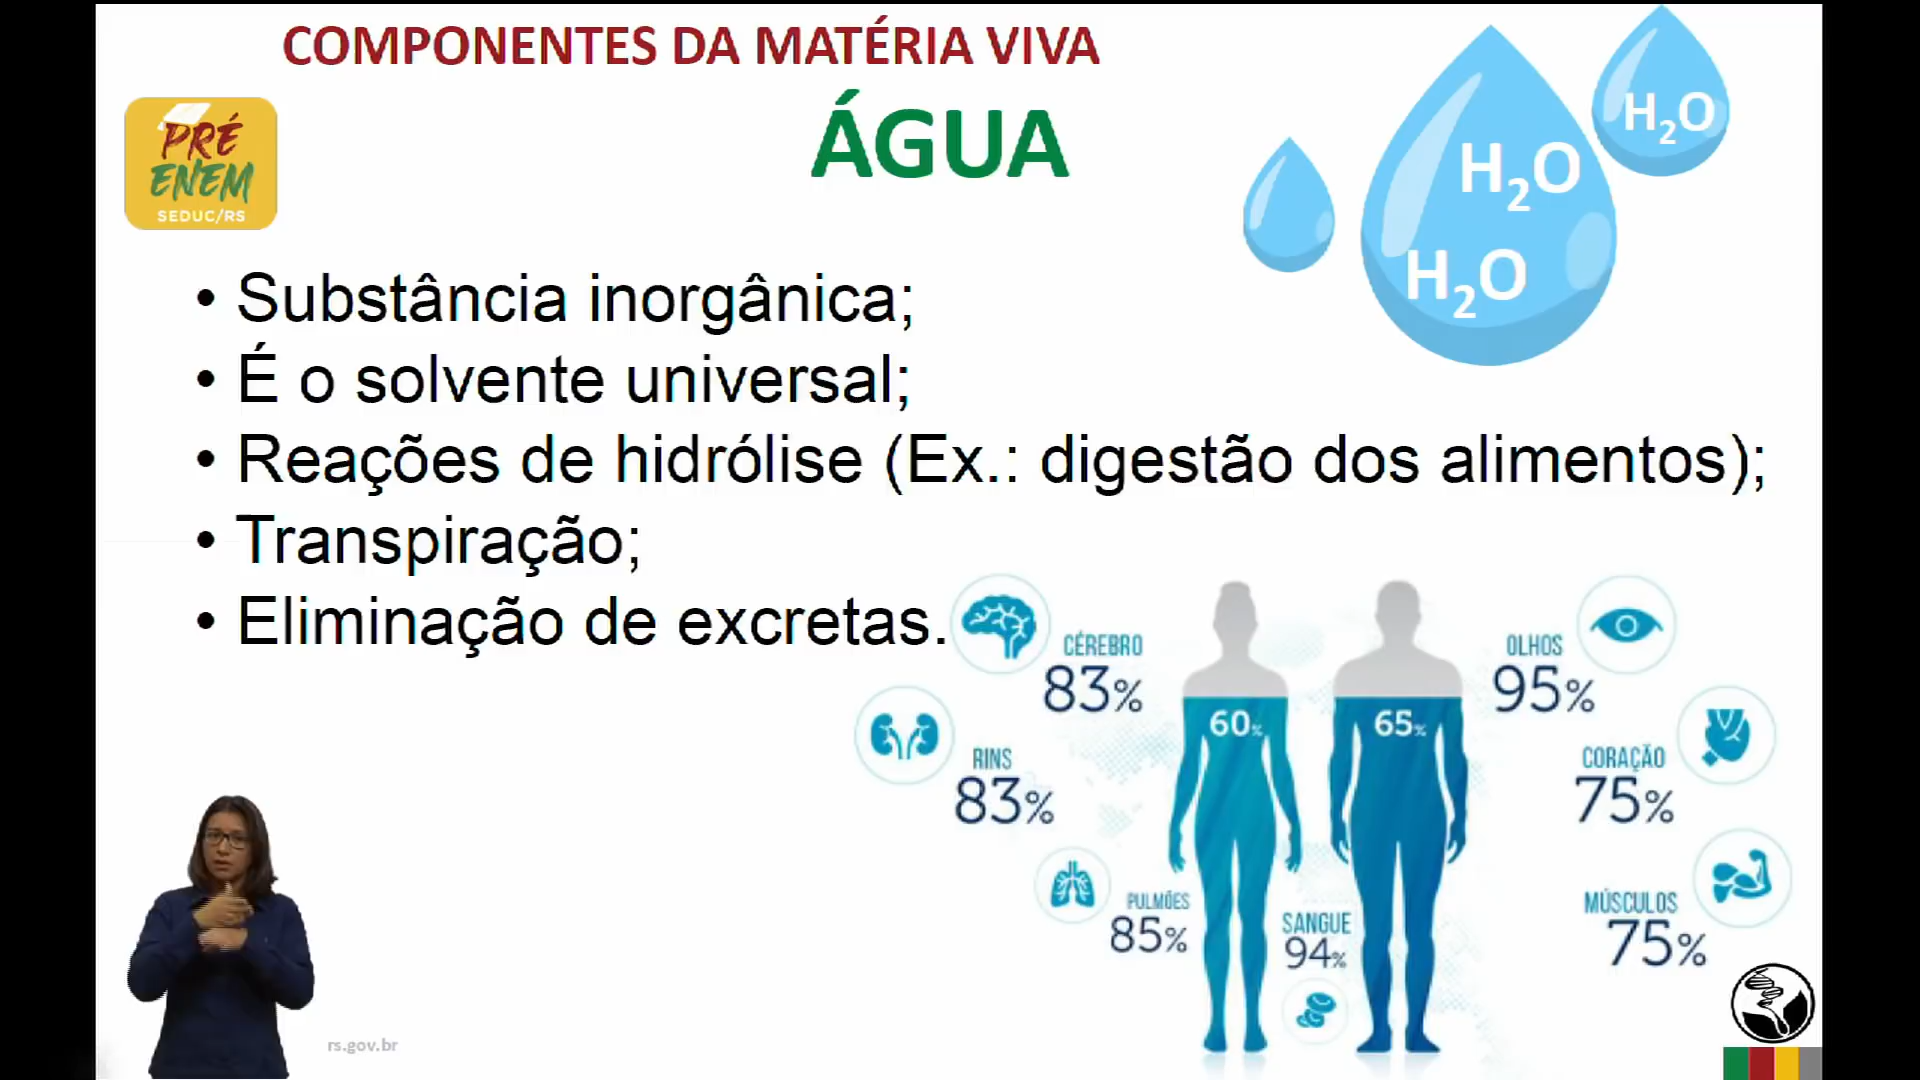 COMPONENTES DA MATÉRIA VIVA
ÁGUA
PRÉ
ENEM
SEDUC/RS
H₂O
H₂O
H₂O
• Substância inorgânica;
• É o solvente universal;
• Reações de hidrólise (Ex.: digestão dos alimentos);
• Transpiração;
• Eliminação de excretas.
CÉREBRO
83%
RINS
83%
PULMÕES
85%
60%
65%
SANGUE
94%
OLHOS
95%
CORAÇÃO
75%
MÚSCULOS
75%
rs.gov.br